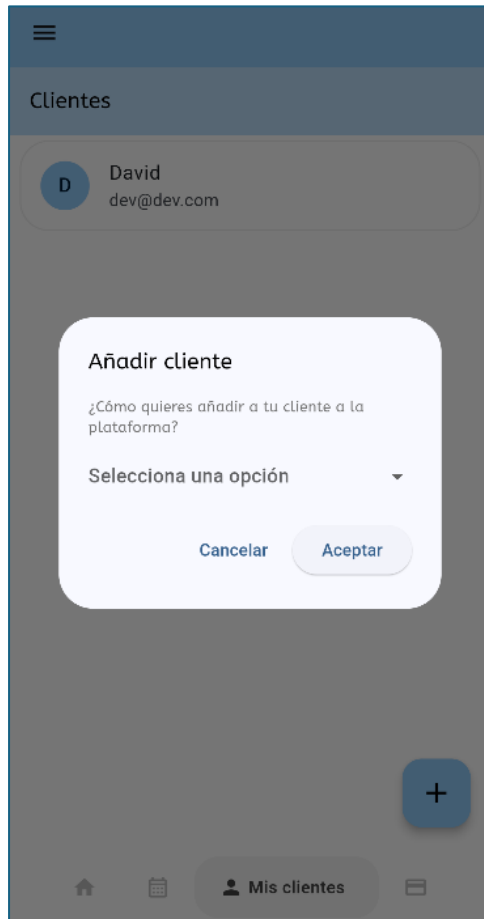 Clientes
D
David
dev@dev.com
Añadir cliente
¿Cómo quieres añadir a tu cliente a la
plataforma?
Selecciona una opción
Cancelar Aceptar
+
Mis clientes